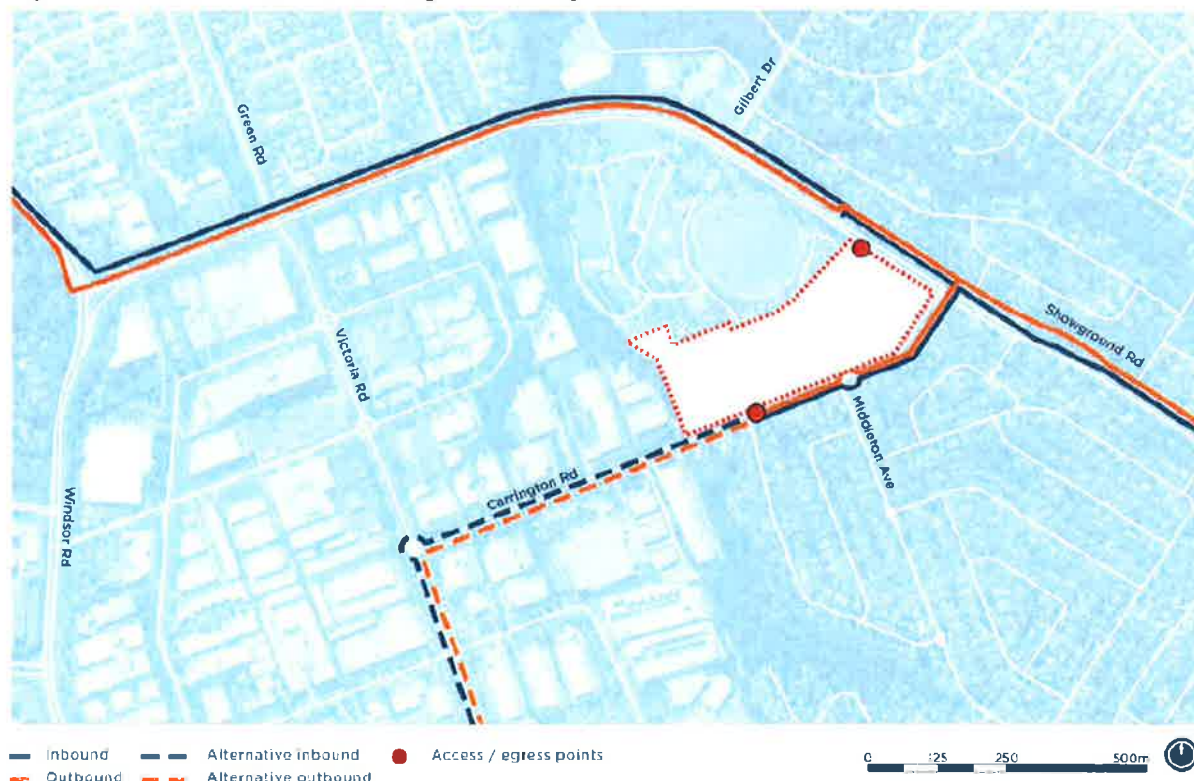 Gilbert Dr
Green Rd
Showground Rd
Victoria Rd
Middleton Ave
Carrington Rd
Windsor Rd
Inbound Alternative inbound Access / egress points
0 125 250 500m
Outbound Alternative outbound